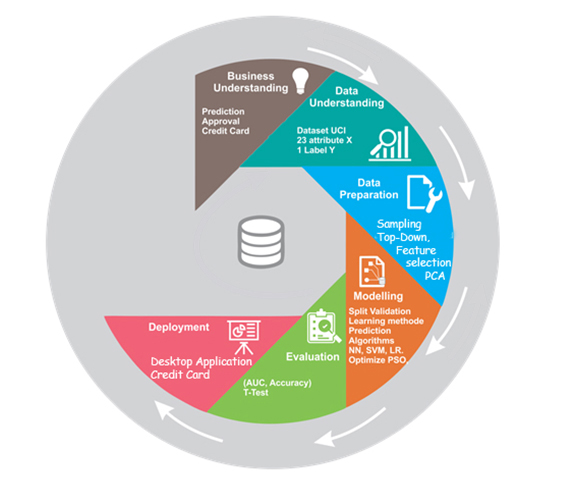 Business
Understanding
Prediction
Approval
Credit Card
Data
Understanding
Dataset UCI
23 attribute X
1 Label Y
Data
Preparation
Sampling
Top-Down,
Feature
selection
PCA
Modelling
Split Validation
Learning methode
Prediction
Algorithms
NN, SVM, LR.
Optimize PSO.
Evaluation
(AUC, Accuracy)
T-Test
Deployment
Desktop Application
Credit Card